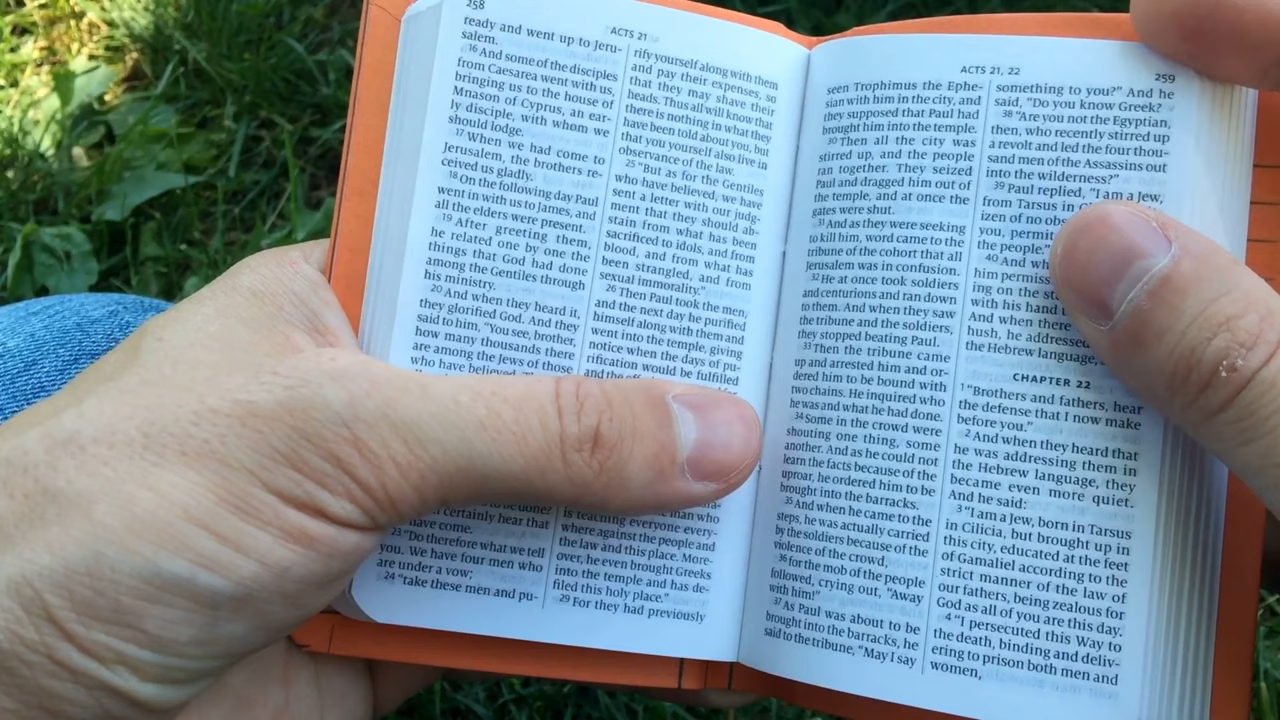 258
ACTS 21
ready and went up to Jeru-
salem.
16 And some of the disciples
from Caesarea went with us,
bringing us to the house of
Mnason of Cyprus, an ear-
ly disciple, with whom we
should lodge.
17 When we had come to
Jerusalem, the brothers re-
ceived us gladly.
18 On the following day Paul
went in with us to James, and
all the elders were present.
19 After greeting them,
he related one by one the
things that God had done
among the Gentiles through
his ministry.
20 And when they heard it,
they glorified God. And they
said to him, “You see, brother,
how many thousands there
are among the Jews of those
who have believed.
to be done?
certainly hear that
have come.
23 “Do therefore what we tell
you. We have four men who
are under a vow;
24 “take these men and pu-
rify yourself along with them
and pay their expenses, so
that they may shave their
heads. Thus all will know that
there is nothing in what they
have been told about you, but
that you yourself also live in
observance of the law.
25 “But as for the Gentiles
who have believed, we have
sent a letter with our judg-
ment that they should ab-
stain from what has been
sacrificed to idols, and from
blood, and from what has
been strangled, and from
sexual immorality.”
26 Then Paul took the men,
and the next day he purified
himself along with them and
went into the temple, giving
notice when the days of pu-
rification would be fulfilled
and the
man who
is teaching everyone every-
where against the people and
the law and this place. More-
over, he even brought Greeks
into the temple and has de-
filed this holy place.”
29 For they had previously
ACTS 21, 22
259
seen Trophimus the Ephe-
sian with him in the city, and
they supposed that Paul had
brought him into the temple.
30 Then all the city was
stirred up, and the people
ran together. They seized
Paul and dragged him out of
the temple, and at once the
gates were shut.
31 And as they were seeking
to kill him, word came to the
tribune of the cohort that all
Jerusalem was in confusion.
32 He at once took soldiers
and centurions and ran down
to them. And when they saw
the tribune and the soldiers,
they stopped beating Paul.
33 Then the tribune came
up and arrested him and or-
dered him to be bound with
two chains. He inquired who
he was and what he had done.
34 Some in the crowd were
shouting one thing, some
another. And as he could not
learn the facts because of the
uproar, he ordered him to be
brought into the barracks.
35 And when he came to the
steps, he was actually carried
by the soldiers because of the
violence of the crowd,
36 for the mob of the people
followed, crying out, “Away
with him!”
37 As Paul was about to be
brought into the barracks, he
said to the tribune, “May I say
something to you?” And he
said, “Do you know Greek?
38 “Are you not the Egyptian,
then, who recently stirred up
a revolt and led the four thou-
sand men of the Assassins out
into the wilderness?”
39 Paul replied, “I am a Jew,
from Tarsus in
izen of no
you, permit
the people.”
40 And
him
ing on the
with his hand
And when there
hush, he addressed
the Hebrew language,
CHAPTER 22
1 “Brothers and fathers, hear
the defense that I now make
before you.”
2 And when they heard that
he was addressing them in
the Hebrew language, they
became even more quiet.
And he said:
3 “I am a Jew, born in Tarsus
in Cilicia, but brought up in
this city, educated at the feet
of Gamaliel according to the
strict manner of the law of
our fathers, being zealous for
God as all of you are this day.
4 “I persecuted this Way to
the death, binding and deliv-
ering to prison both men and
women,